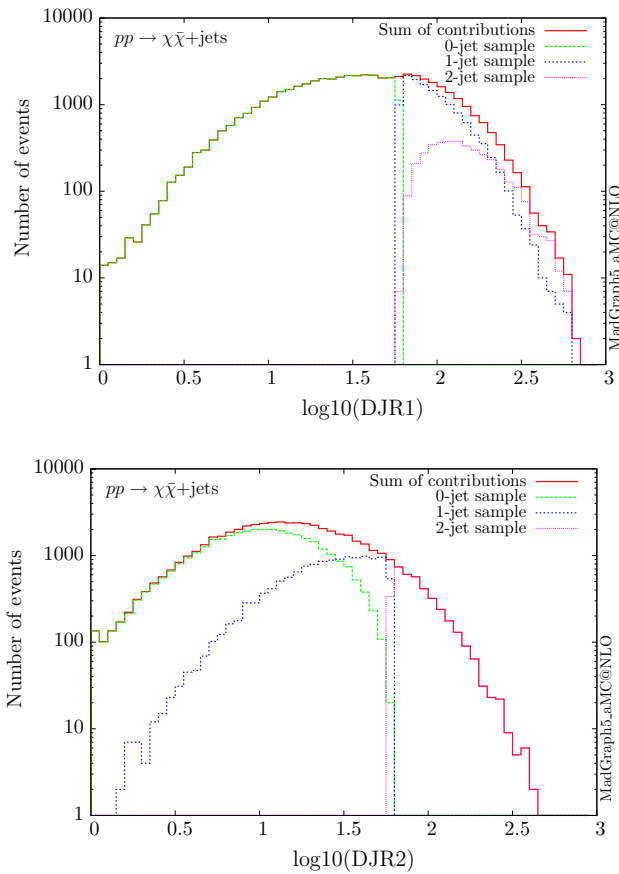 pp → χχ̄+jets
Sum of contributions
0-jet sample
1-jet sample
2-jet sample
10000
1000
100
10
1
Number of events
0
0.5
1
1.5
2
2.5
3
log10(DJR1)
MadGraph5_aMC@NLO
pp → χχ̄+jets
Sum of contributions
0-jet sample
1-jet sample
2-jet sample
10000
1000
100
10
1
Number of events
0
0.5
1
1.5
2
2.5
3
log10(DJR2)
MadGraph5_aMC@NLO